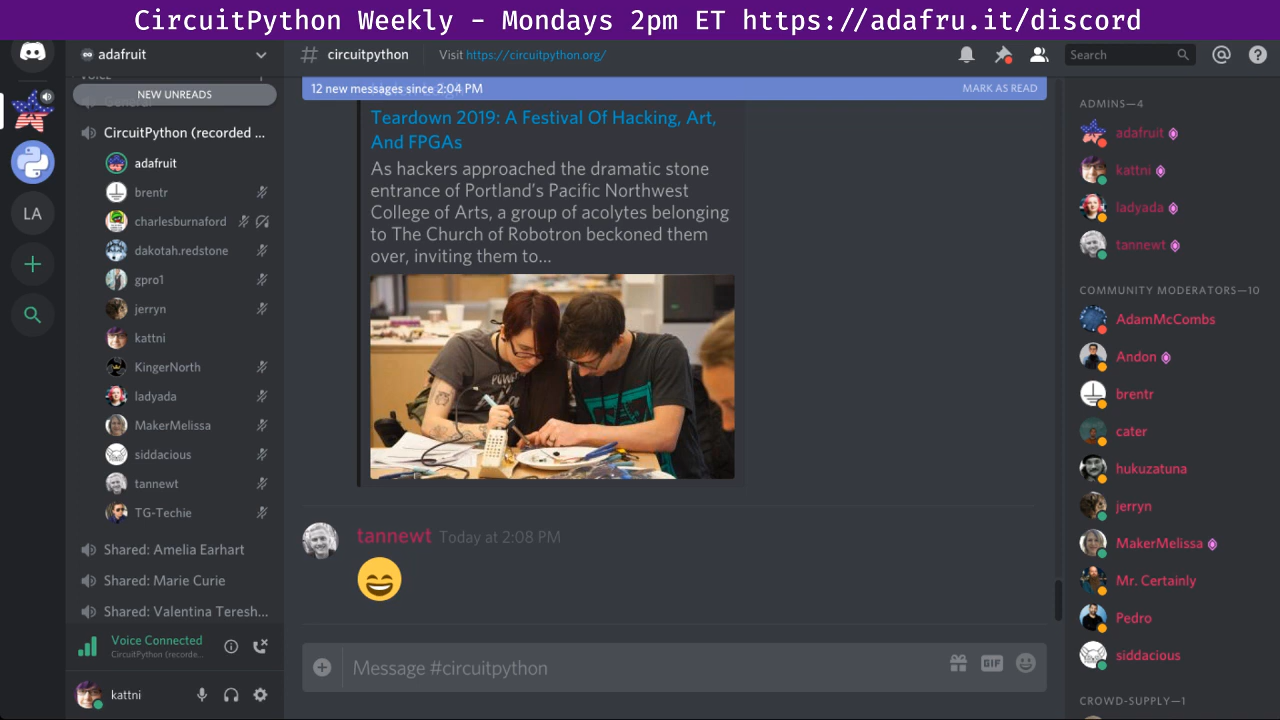 CircuitPython Weekly - Mondays 2pm ET https://adafru.it/discord
adafruit
NEW UNREADS
CircuitPython (recorded ...
adafruit
brentr
charlesburnaford
dakotah.redstone
gpro1
jerryn
kattni
KingerNorth
ladyada
MakerMelissa
siddacious
tannewt
TG-Techie
Shared: Amelia Earhart
Shared: Marie Curie
Shared: Valentina Teresh...
Voice Connected
CircuitPython (recorde...
kattni
LA
# circuitpython
Visit https://circuitpython.org/
Search
12 new messages since 2:04 PM
MARK AS READ
Teardown 2019: A Festival Of Hacking, Art,
And FPGAs
As hackers approached the dramatic stone
entrance of Portland's Pacific Northwest
College of Arts, a group of acolytes belonging
to The Church of Robotron beckoned them
over, inviting them to...
tannewt Today at 2:08 PM
Message #circuitpython
GIF
ADMINS—4
adafruit
kattni
ladyada
tannewt
COMMUNITY MODERATORS—10
AdamMcCombs
Andon
brentr
cater
hukuzatuna
jerryn
MakerMelissa
Mr. Certainly
Pedro
siddacious
CROWD-SUPPLY—1